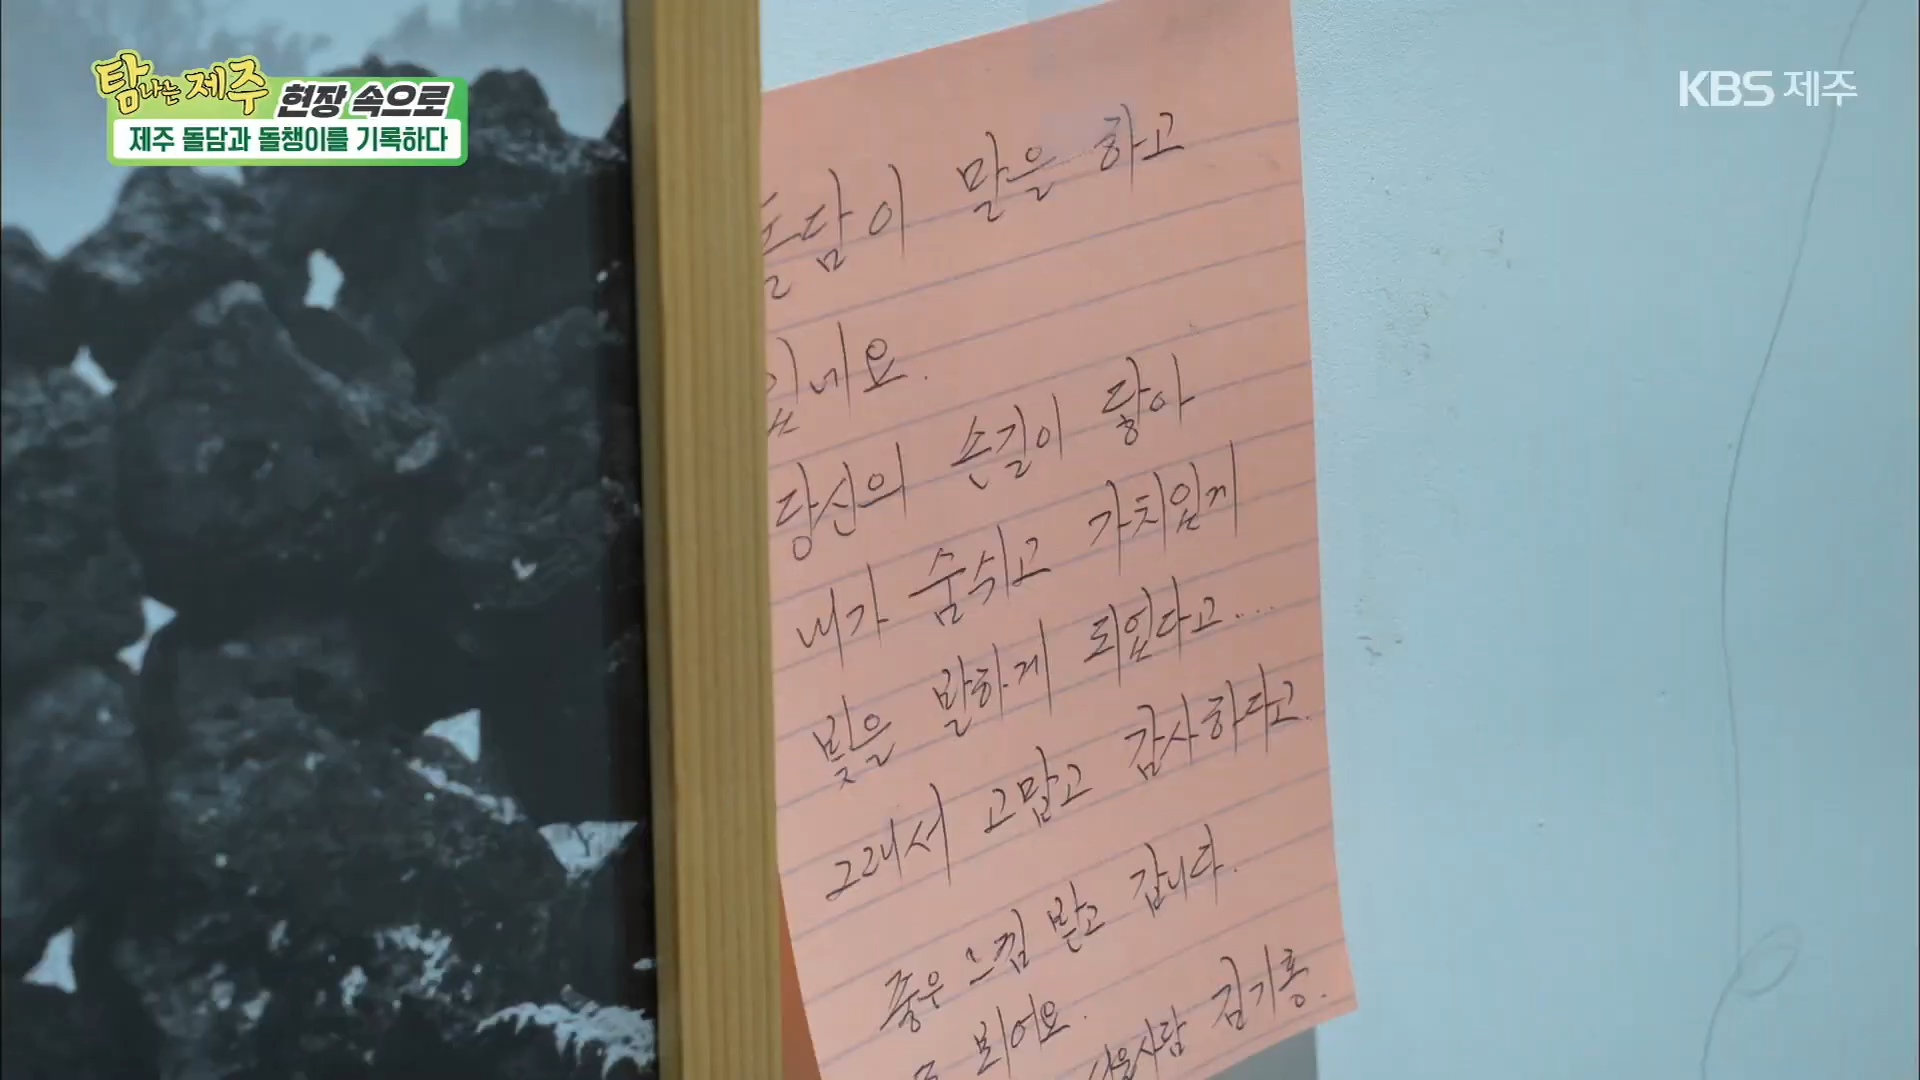 탐나는 제주 현장 속으로
제주 돌담과 돌챙이를 기록하다
KBS 제주
돌담이 말을 하고
있네요.
당신의 손길이 닿아
내가 숨쉬고 가치있게
빛을 발하게 되었다고....
그래서 고맙고 감사하다고.
좋은 느낌 받고 갑니다.
뵈어요.
김기홍.